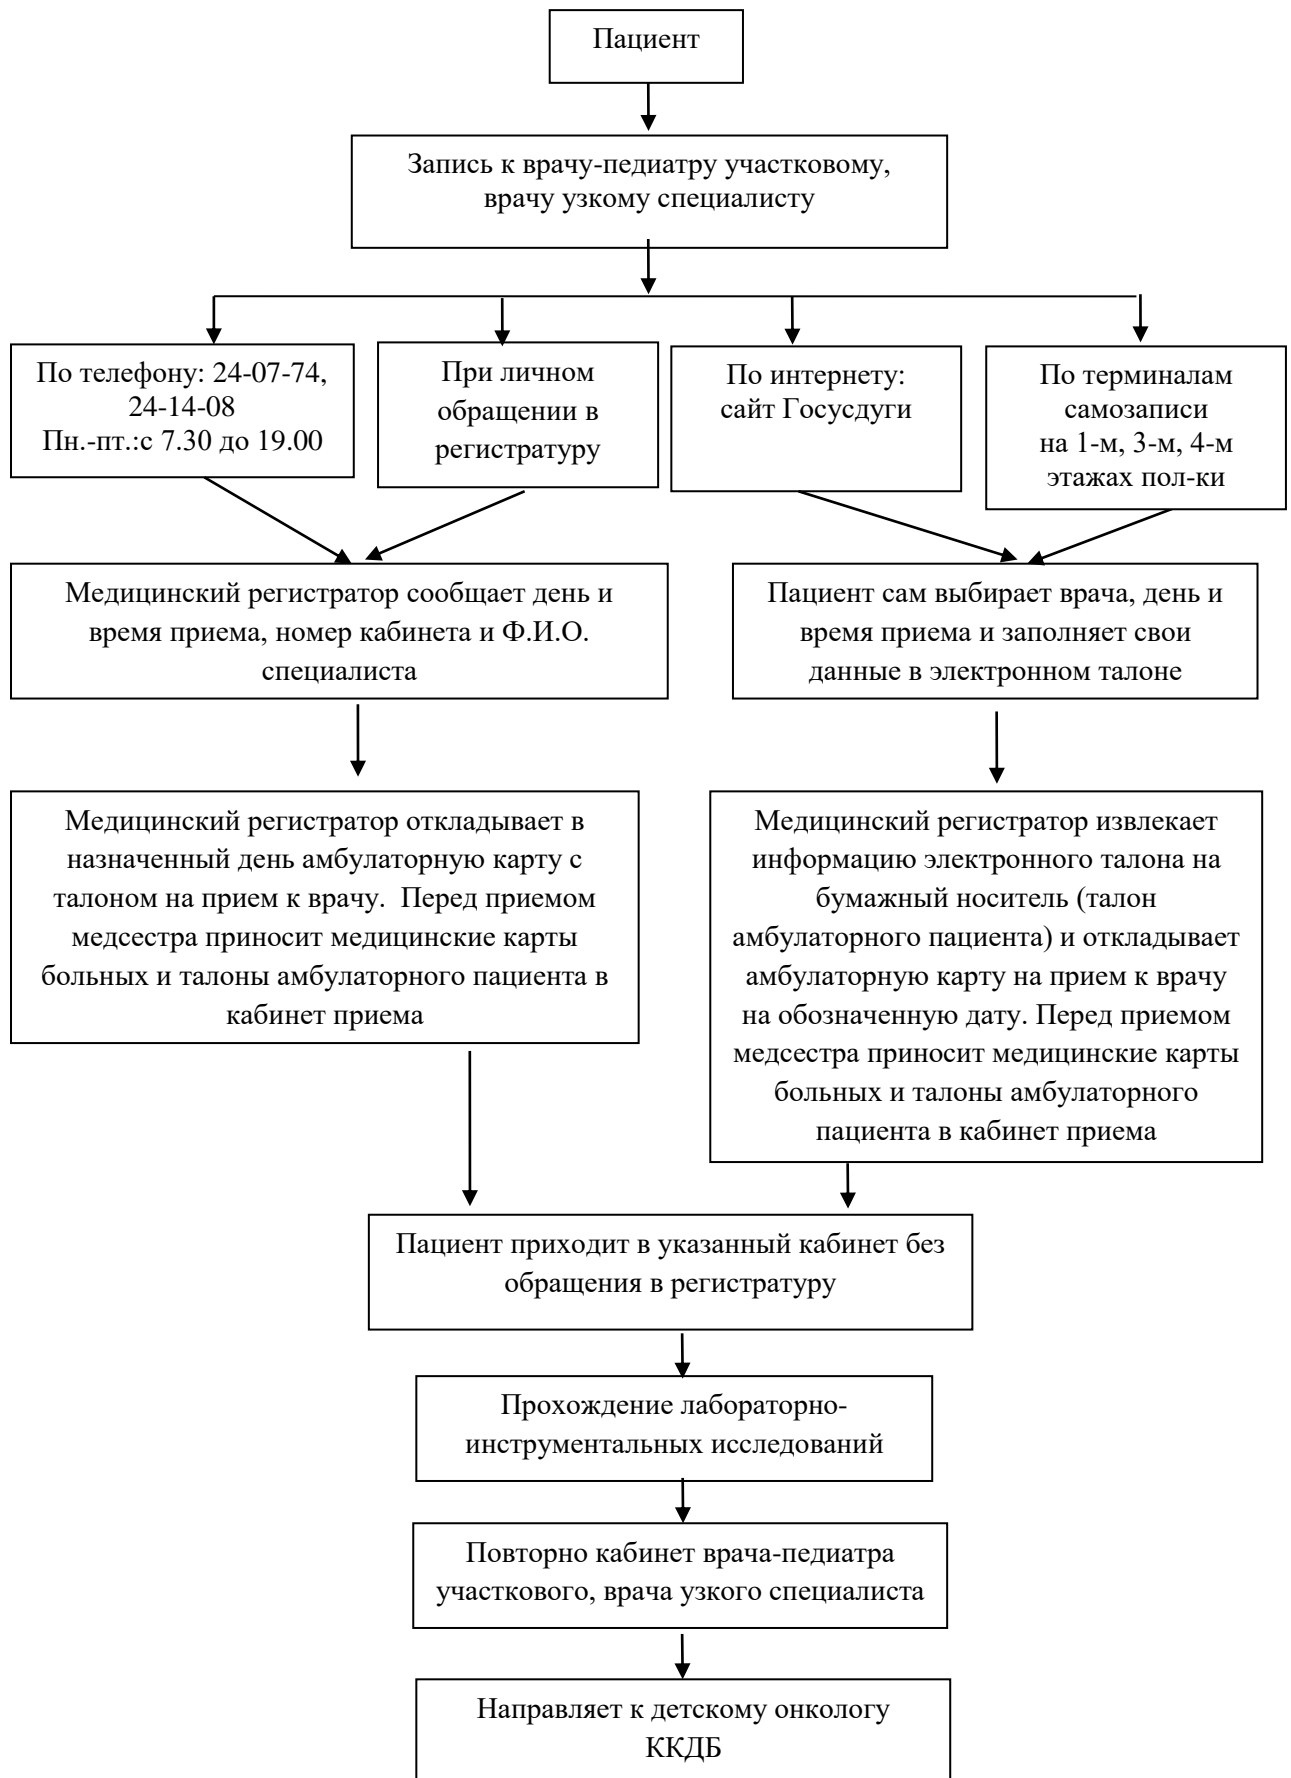 Пациент
Запись к врачу-педиатру участковому,
врачу узкому специалисту
По телефону: 24-07-74,
24-14-08
Пн.-пт.:с 7.30 до 19.00
При личном
обращении в
регистратуру
По интернету:
сайт Госусдуги
По терминалам
самозаписи
на 1-м, 3-м, 4-м
этажах пол-ки
Медицинский регистратор сообщает день и
время приема, номер кабинета и Ф.И.О.
специалиста
Пациент сам выбирает врача, день и
время приема и заполняет свои
данные в электронном талоне
Медицинский регистратор откладывает в
назначенный день амбулаторную карту с
талоном на прием к врачу. Перед приемом
медсестра приносит медицинские карты
больных и талоны амбулаторного пациента в
кабинет приема
Медицинский регистратор извлекает
информацию электронного талона на
бумажный носитель (талон
амбулаторного пациента) и откладывает
амбулаторную карту на прием к врачу
на обозначенную дату. Перед приемом
медсестра приносит медицинские карты
больных и талоны амбулаторного
пациента в кабинет приема
Пациент приходит в указанный кабинет без
обращения в регистратуру
Прохождение лабораторно-
инструментальных исследований
Повторно кабинет врача-педиатра
участкового, врача узкого специалиста
Направляет к детскому онкологу
ККДБ